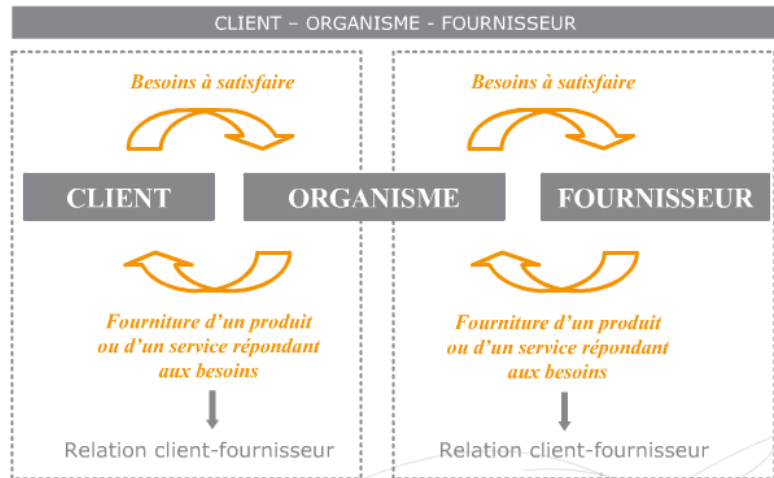 CLIENT – ORGANISME - FOURNISSEUR
Besoins à satisfaire
Besoins à satisfaire
CLIENT
ORGANISME
FOURNISSEUR
Fourniture d’un produit
ou d’un service répondant
aux besoins
Fourniture d’un produit
ou d’un service répondant
aux besoins
Relation client-fournisseur
Relation client-fournisseur